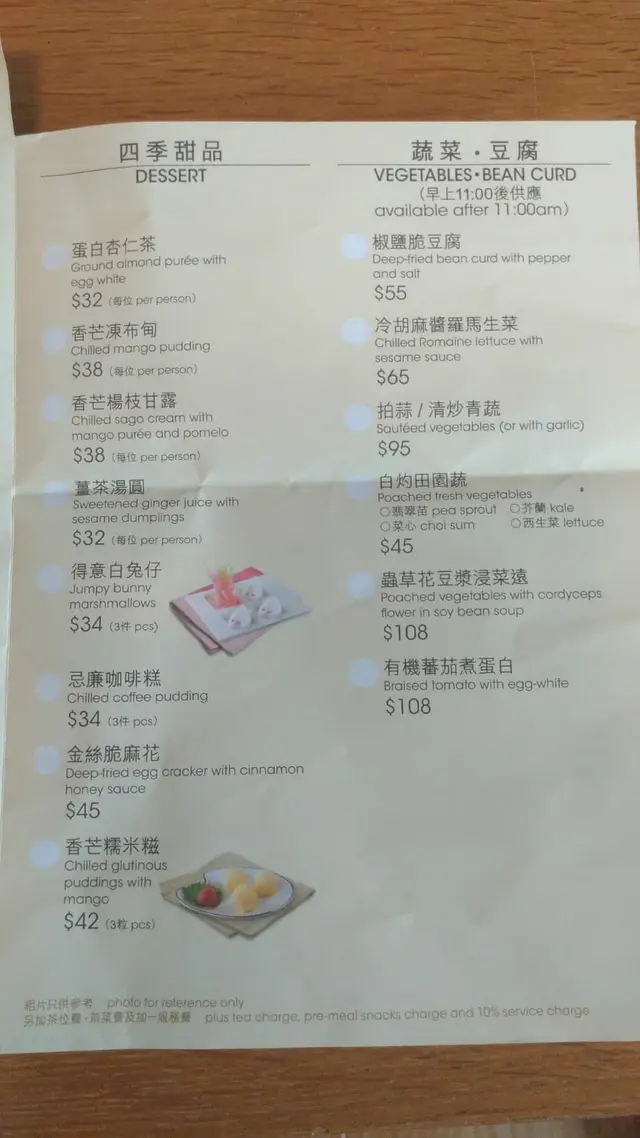 四季甜品
DESSERT
蛋白杏仁茶
Ground almond purée with
egg white
$32 (每位 per person)
香芒凍布甸
Chilled mango pudding
$38 (每位 per person)
香芒楊枝甘露
Chilled sago cream with
mango purée and pomelo
$38 (每位 per person)
薑茶湯圓
Sweetened ginger juice with
sesame dumplings
$32 (每位 per person)
得意白兔仔
Jumpy bunny
marshmallows
$34 (3件 pcs)
忌廉咖啡糕
Chilled coffee pudding
$34 (3件 pcs)
金絲脆麻花
Deep-fried egg cracker with cinnamon
honey sauce
$45
香芒糯米糍
Chilled glutinous
puddings with
mango
$42 (3粒 pcs)
蔬菜·豆腐
VEGETABLES•BEAN CURD
(早上11:00後供應
available after 11:00am)
椒鹽脆豆腐
Deep-fried bean curd with pepper
and salt
$55
冷胡麻醬羅馬生菜
Chilled Romaine lettuce with
sesame sauce
$65
拍蒜 / 清炒青蔬
Sautéed vegetables (or with garlic)
$95
白灼田園蔬
Poached fresh vegetables
○翡翠苗 pea sprout ○芥蘭 kale
○菜心 choi sum ○西生菜 lettuce
$45
蟲草花豆漿浸菜遠
Poached vegetables with cordyceps
flower in soy bean soup
$108
有機蕃茄煮蛋白
Braised tomato with egg-white
$108
相片只供參考 photo for reference only
另加茶位費·前菜費及加一服務費 plus tea charge, pre-meal snacks charge and 10% service charge